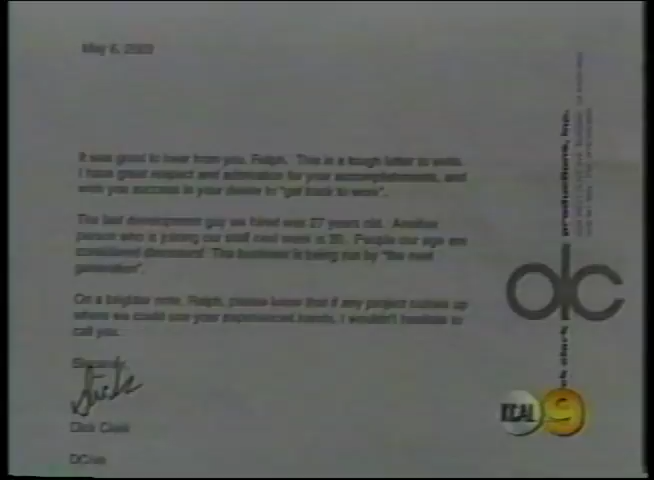 May 6, 2003
It was good to hear from you, Ralph. This is a tough letter to write.
I have great respect and admiration for your accomplishments, and
wish you success in your desire to "get back to work".
The last development guy we hired was 27 years old. Another
person who is joining our staff next week is 30. People our age are
considered dinosaurs! The business is being run by "the next
generation".
On a brighter note, Ralph, please know that if any project comes up
where we could use your experienced hands, I wouldn't hesitate to
call you.
Sincerely,
Dick
Dick Clark
dick clark productions, inc.
dc
KCAL 9